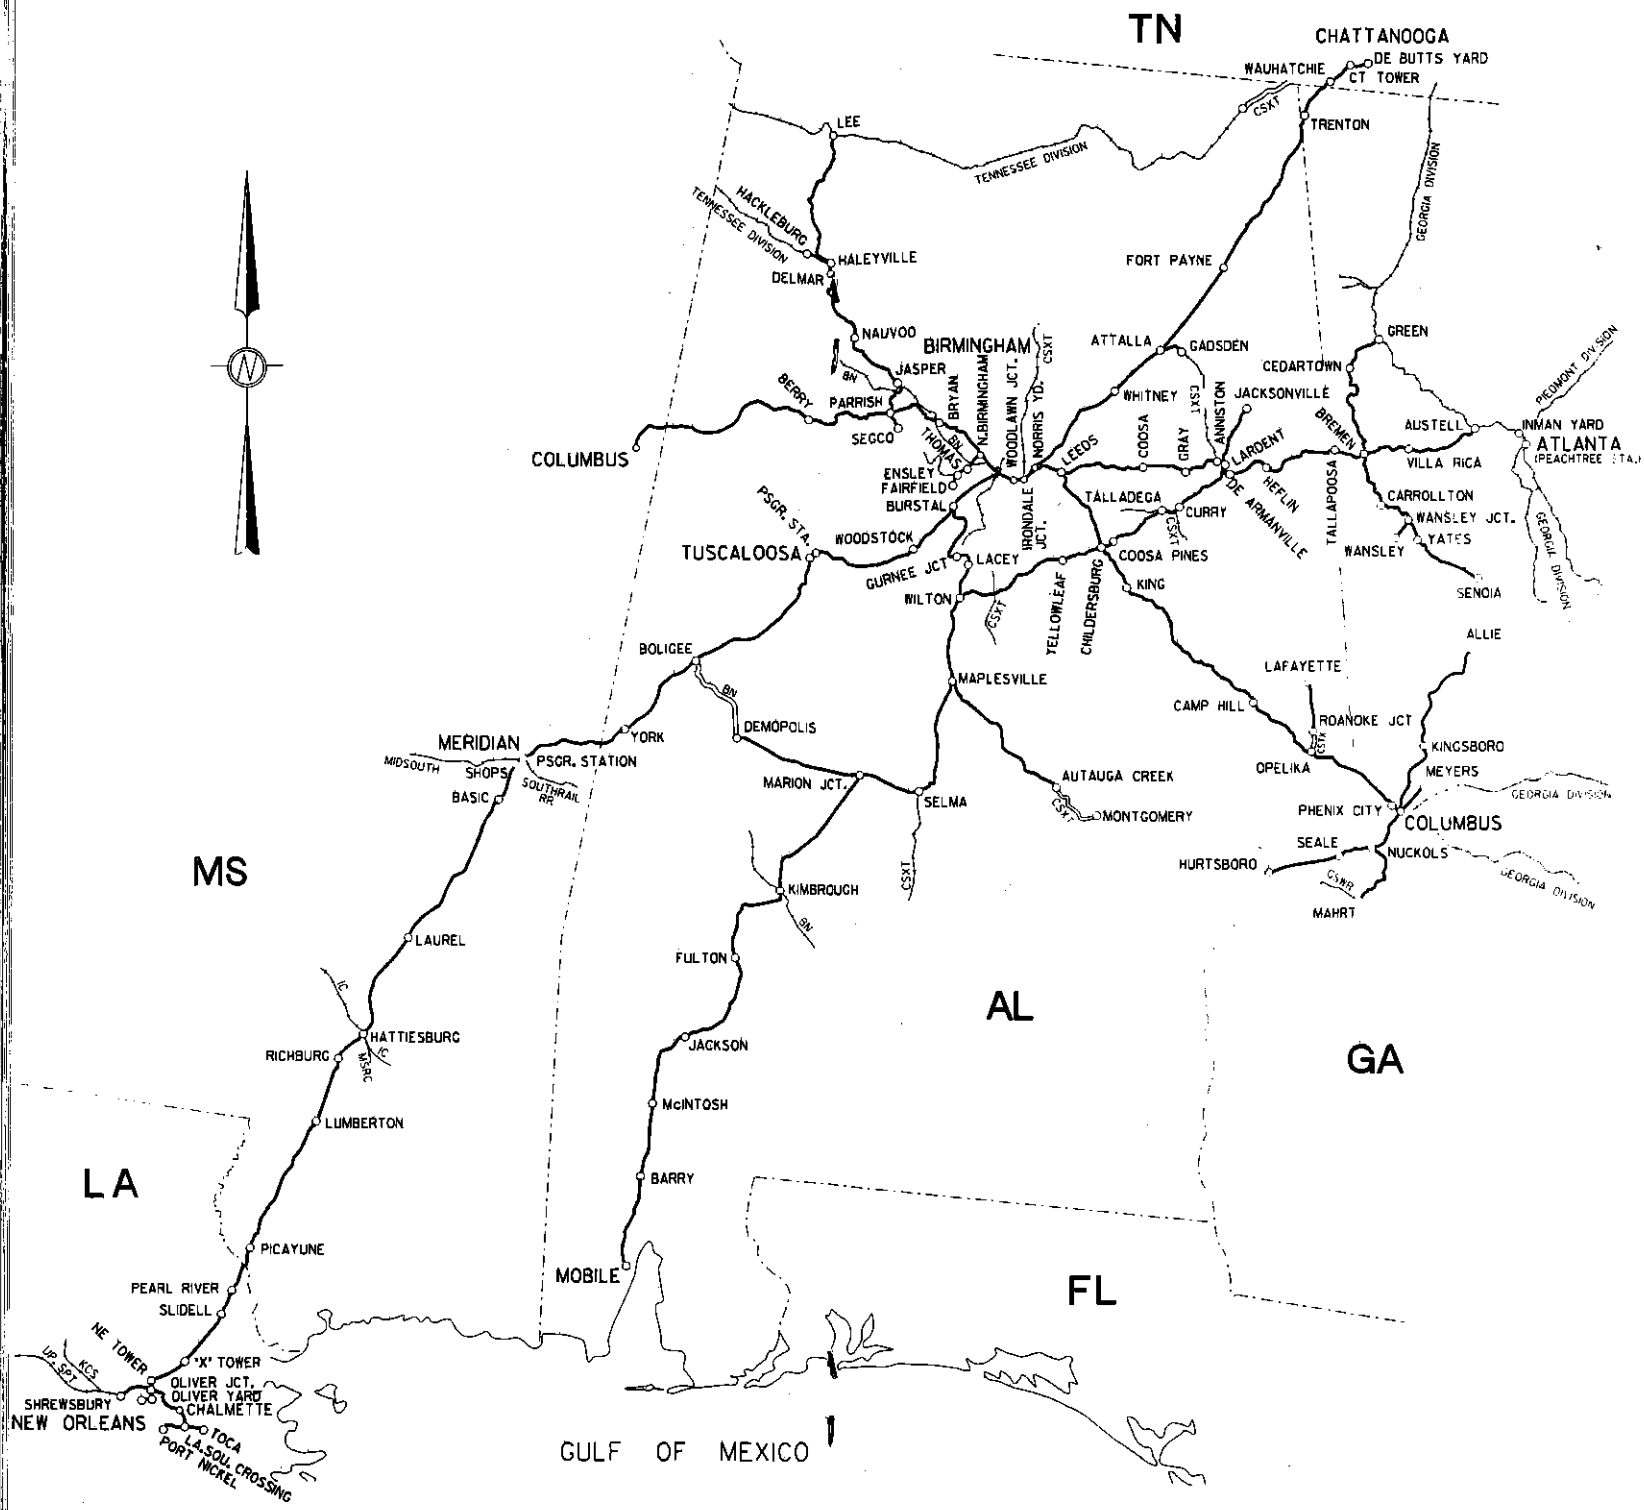 TN
CHATTANOOGA
DE BUTTS YARD
WAUHATCHIE
CT TOWER
CSXT
TRENTON
LEE
TENNESSEE DIVISION
GEORGIA DIVISION
HACKLEBURG
TENNESSEE DIVISION
HALEYVILLE
DELMAR
FORT PAYNE
N
NAUVOO
BIRMINGHAM
CSXT
ATTALLA
GADSDEN
GREEN
PIEDMONT DIVISION
CEDARTOWN
JASPER
BN
BERRY
PARRISH
BRYAN
N.BIRMINGHAM
WOODLAWN JCT.
NORRIS YD.
WHITNEY
CSXT
ANNISTON
JACKSONVILLE
BREMEN
AUSTELL
INMAN YARD
ATLANTA
(PEACHTREE STA.)
SEGCO
THOMAS
BN
LEEDS
COOSA
GRAY
LARDENT
COLUMBUS
ENSLEY
FAIRFIELD
BURSTAL
IRONDALE
JCT.
TALLADEGA
CURRY
CSXT
DE ARMANVILLE
HEFLIN
TALLAPOOSA
VILLA RICA
CARROLLTON
WANSLEY JCT.
WANSLEY
YATES
GEORGIA DIVISION
GEORGIA DIVISION
PSGR. STA.
TUSCALOOSA
WOODSTOCK
GURNEE JCT
LACEY
COOSA PINES
WILTON
CSXT
YELLOWLEAF
CHILDERSBURG
KING
SENOIA
ALLIE
BOLIGEE
BN
MAPLESVILLE
LAFAYETTE
CAMP HILL
ROANOKE JCT
CSTX
DEMOPOLIS
YORK
MERIDIAN
PSGR. STATION
MIDSOUTH
SHOPS
SOUTHRAIL
RR
BASIC
MARION JCT.
SELMA
AUTAUGA CREEK
CSXT
MONTGOMERY
OPELIKA
KINGSBORO
MEYERS
GEORGIA DIVISION
PHENIX CITY
COLUMBUS
SEALE
NUCKOLS
HURTSBORO
CSWR
MAHRT
GEORGIA DIVISION
MS
CSXT
KIMBROUGH
BN
LAUREL
FULTON
IC
HATTIESBURG
RICHBURG
MSRC
IC
JACKSON
AL
GA
McINTOSH
LUMBERTON
LA
BARRY
PICAYUNE
MOBILE
PEARL RIVER
SLIDELL
FL
NE TOWER
"X" TOWER
KCS
UP, SPT
OLIVER JCT.
OLIVER YARD
SHREWSBURY
CHALMETTE
NEW ORLEANS
TOCA
LA.SOU. CROSSING
PORT NICKEL
GULF OF MEXICO